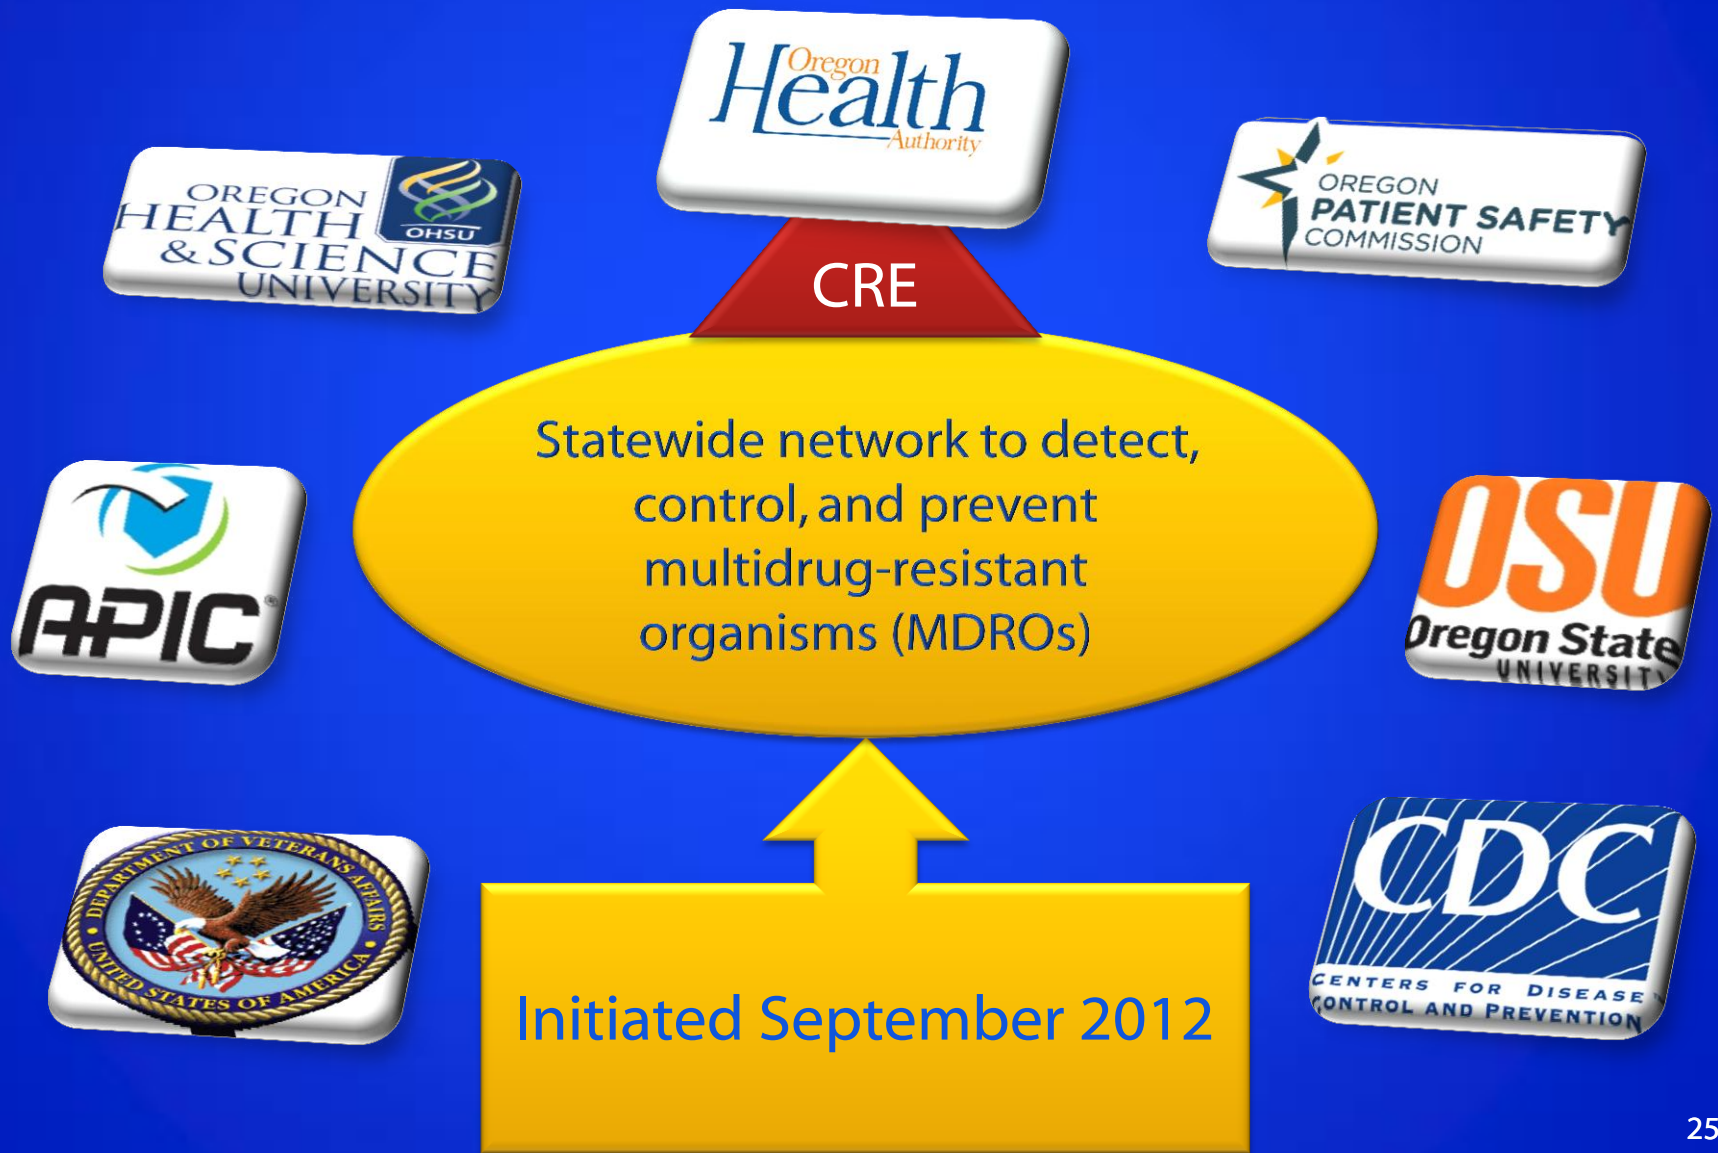 Oregon
Health
Authority
OREGON
HEALTH
& SCIENCE
UNIVERSITY
OHSU
OREGON
PATIENT SAFETY
COMMISSION
CRE
Statewide network to detect,
control, and prevent
multidrug-resistant
organisms (MDROs)
APIC®
OSU
Oregon State
UNIVERSITY
DEPARTMENT OF VETERANS AFFAIRS
UNITED STATES OF AMERICA
Initiated September 2012
CDC
CENTERS FOR DISEASE™
CONTROL AND PREVENTION
25